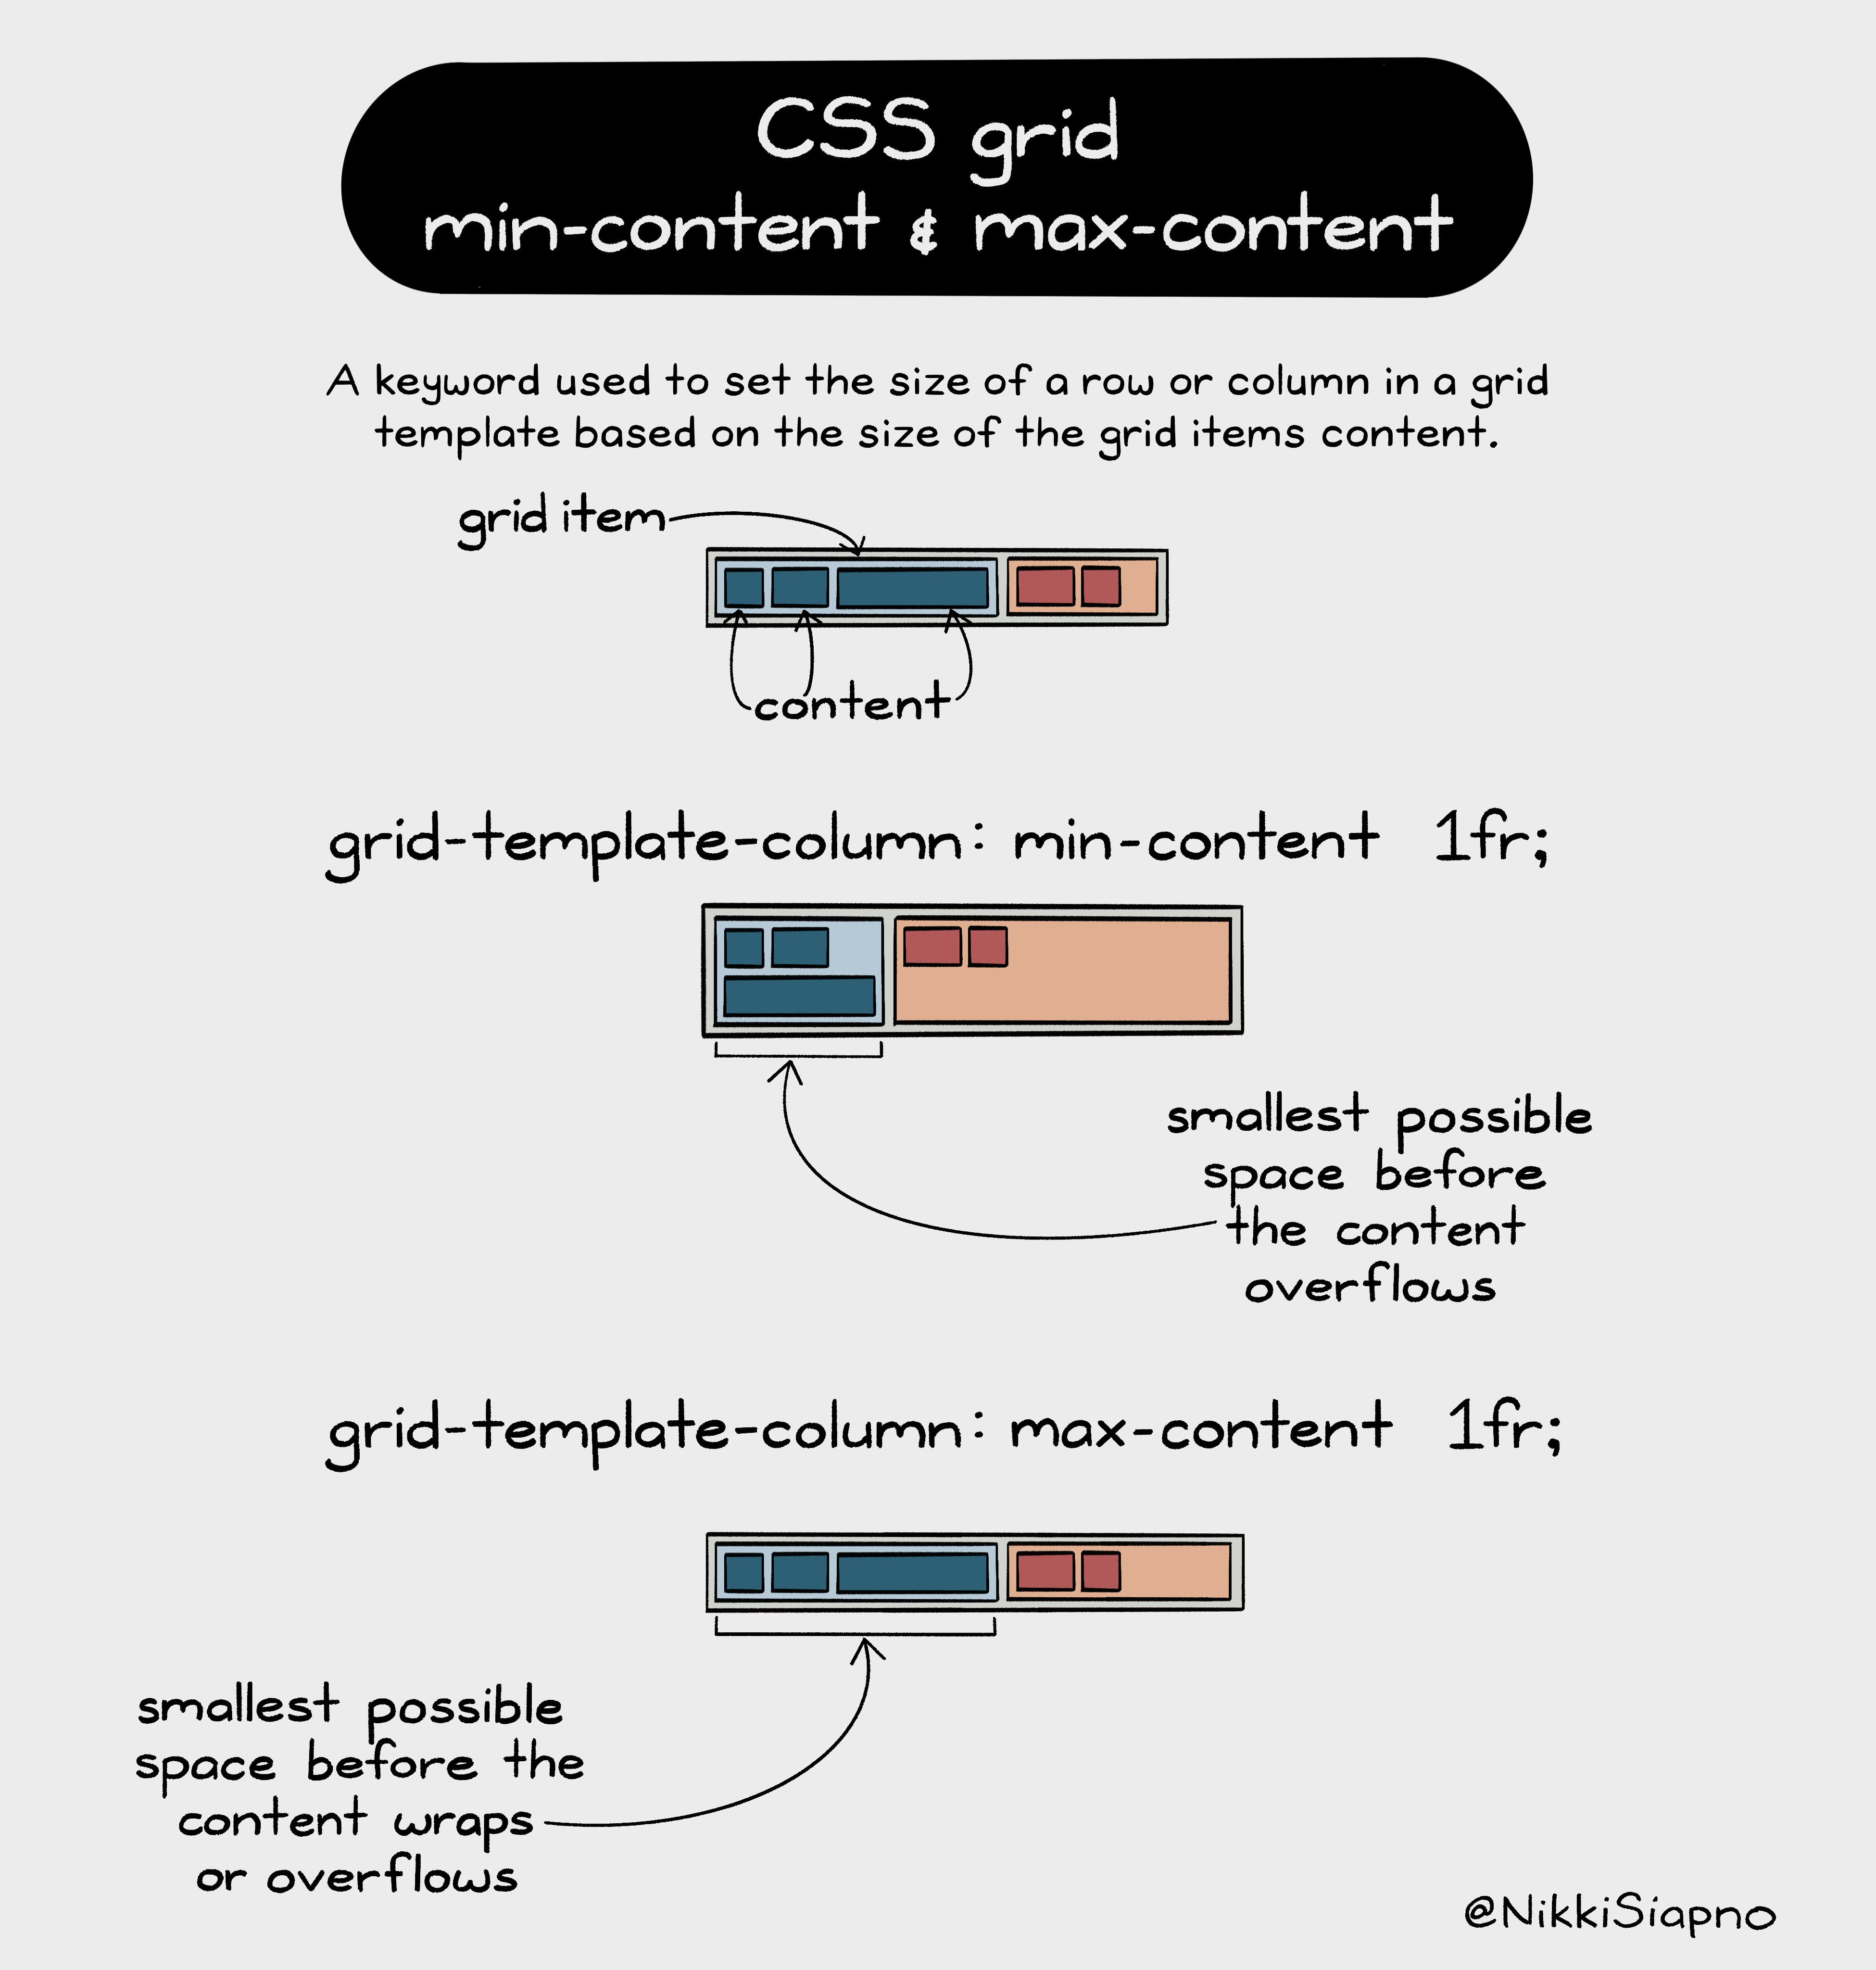 CSS grid
min-content & max-content
A keyword used to set the size of a row or column in a grid
template based on the size of the grid items content.
grid item
content
grid-template-column: min-content 1fr;
smallest possible
space before
the content
overflows
grid-template-column: max-content 1fr;
smallest possible
space before the
content wraps
or overflows
@NikkiSiapno